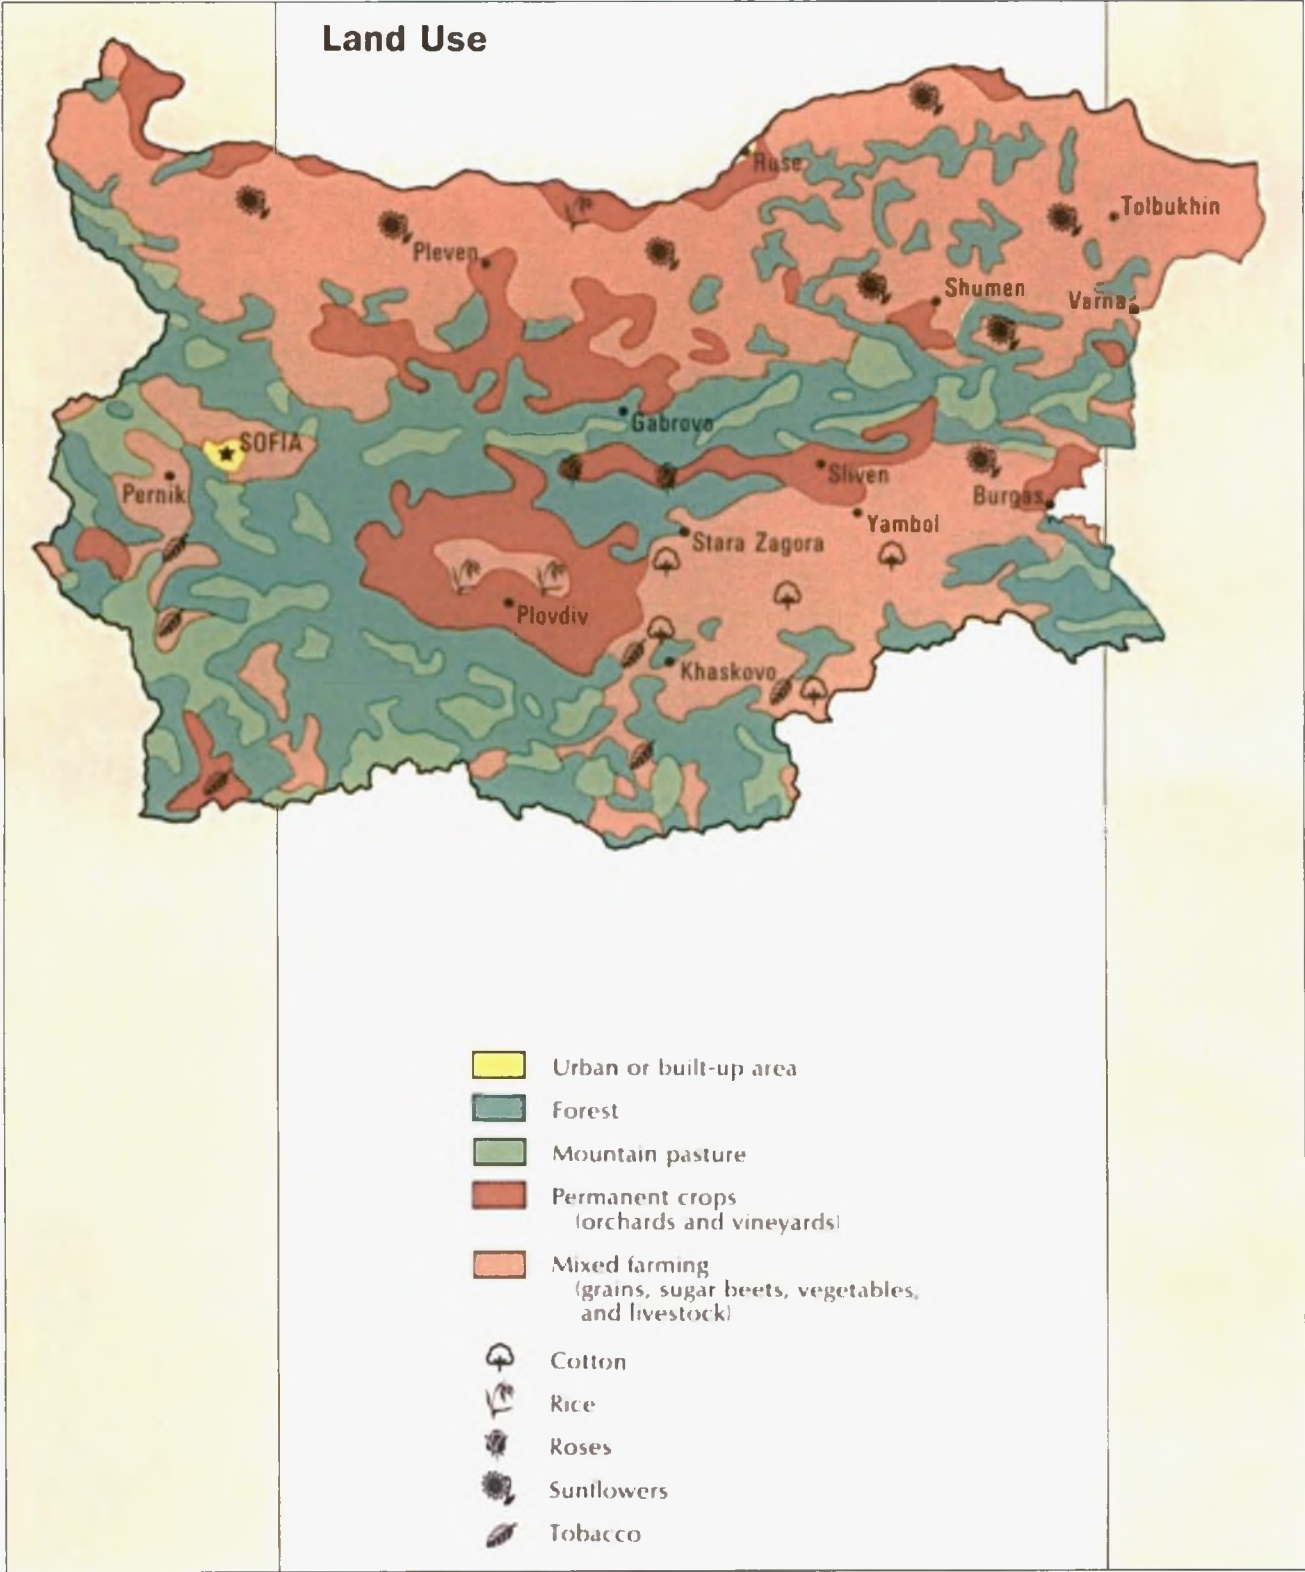 Land Use
Ruse
Tolbukhin
Pleven
Shumen
Varna
Gabrovo
SOFIA
Sliven
Pernik
Burgas
Yambol
Stara Zagora
Plovdiv
Khaskovo
Urban or built-up area
Forest
Mountain pasture
Permanent crops
(orchards and vineyards)
Mixed farming
(grains, sugar beets, vegetables,
and livestock)
Cotton
Rice
Roses
Sunflowers
Tobacco